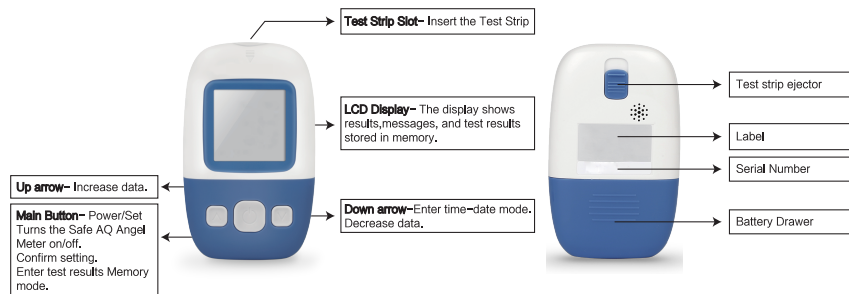 Test Strip Slot– Insert the Test Strip
LCD Display– The display shows
results,messages, and test results
stored in memory.
Up arrow– Increase data.
Main Button– Power/Set
Turns the Safe AQ Angel
Meter on/off.
Confirm setting.
Enter test results Memory
mode.
Down arrow–Enter time–date mode.
Decrease data.
Test strip ejector
Label
Serial Number
Battery Drawer